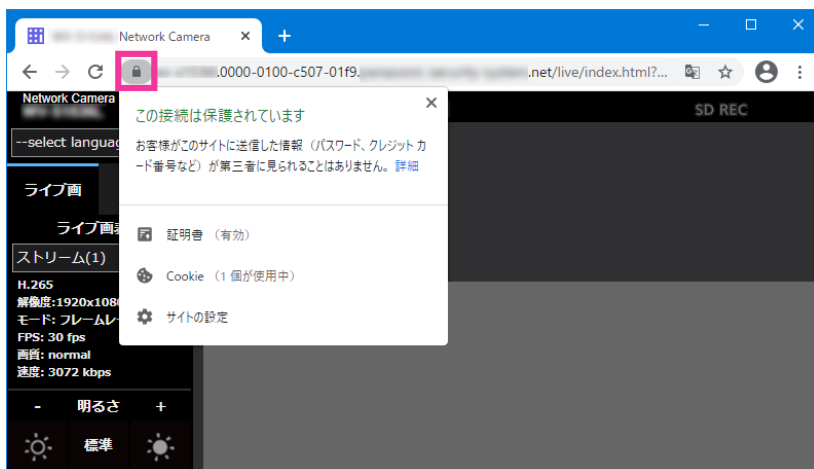 Network Camera
.0000-0100-c507-01f9.
.net/live/index.html?...
Network Camera
SD REC
--select languag
この接続は保護されています
お客様がこのサイトに送信した情報（パスワード、クレジット カ
ード番号など）が第三者に見られることはありません。 詳細
証明書 （有効）
Cookie （1 個が使用中）
サイトの設定
ライブ画
ライブ画
ストリーム(1)
H.265
解像度:1920x1080
モード: フレームレ
FPS: 30 fps
画質: normal
速度: 3072 kbps
- 明るさ +
標準